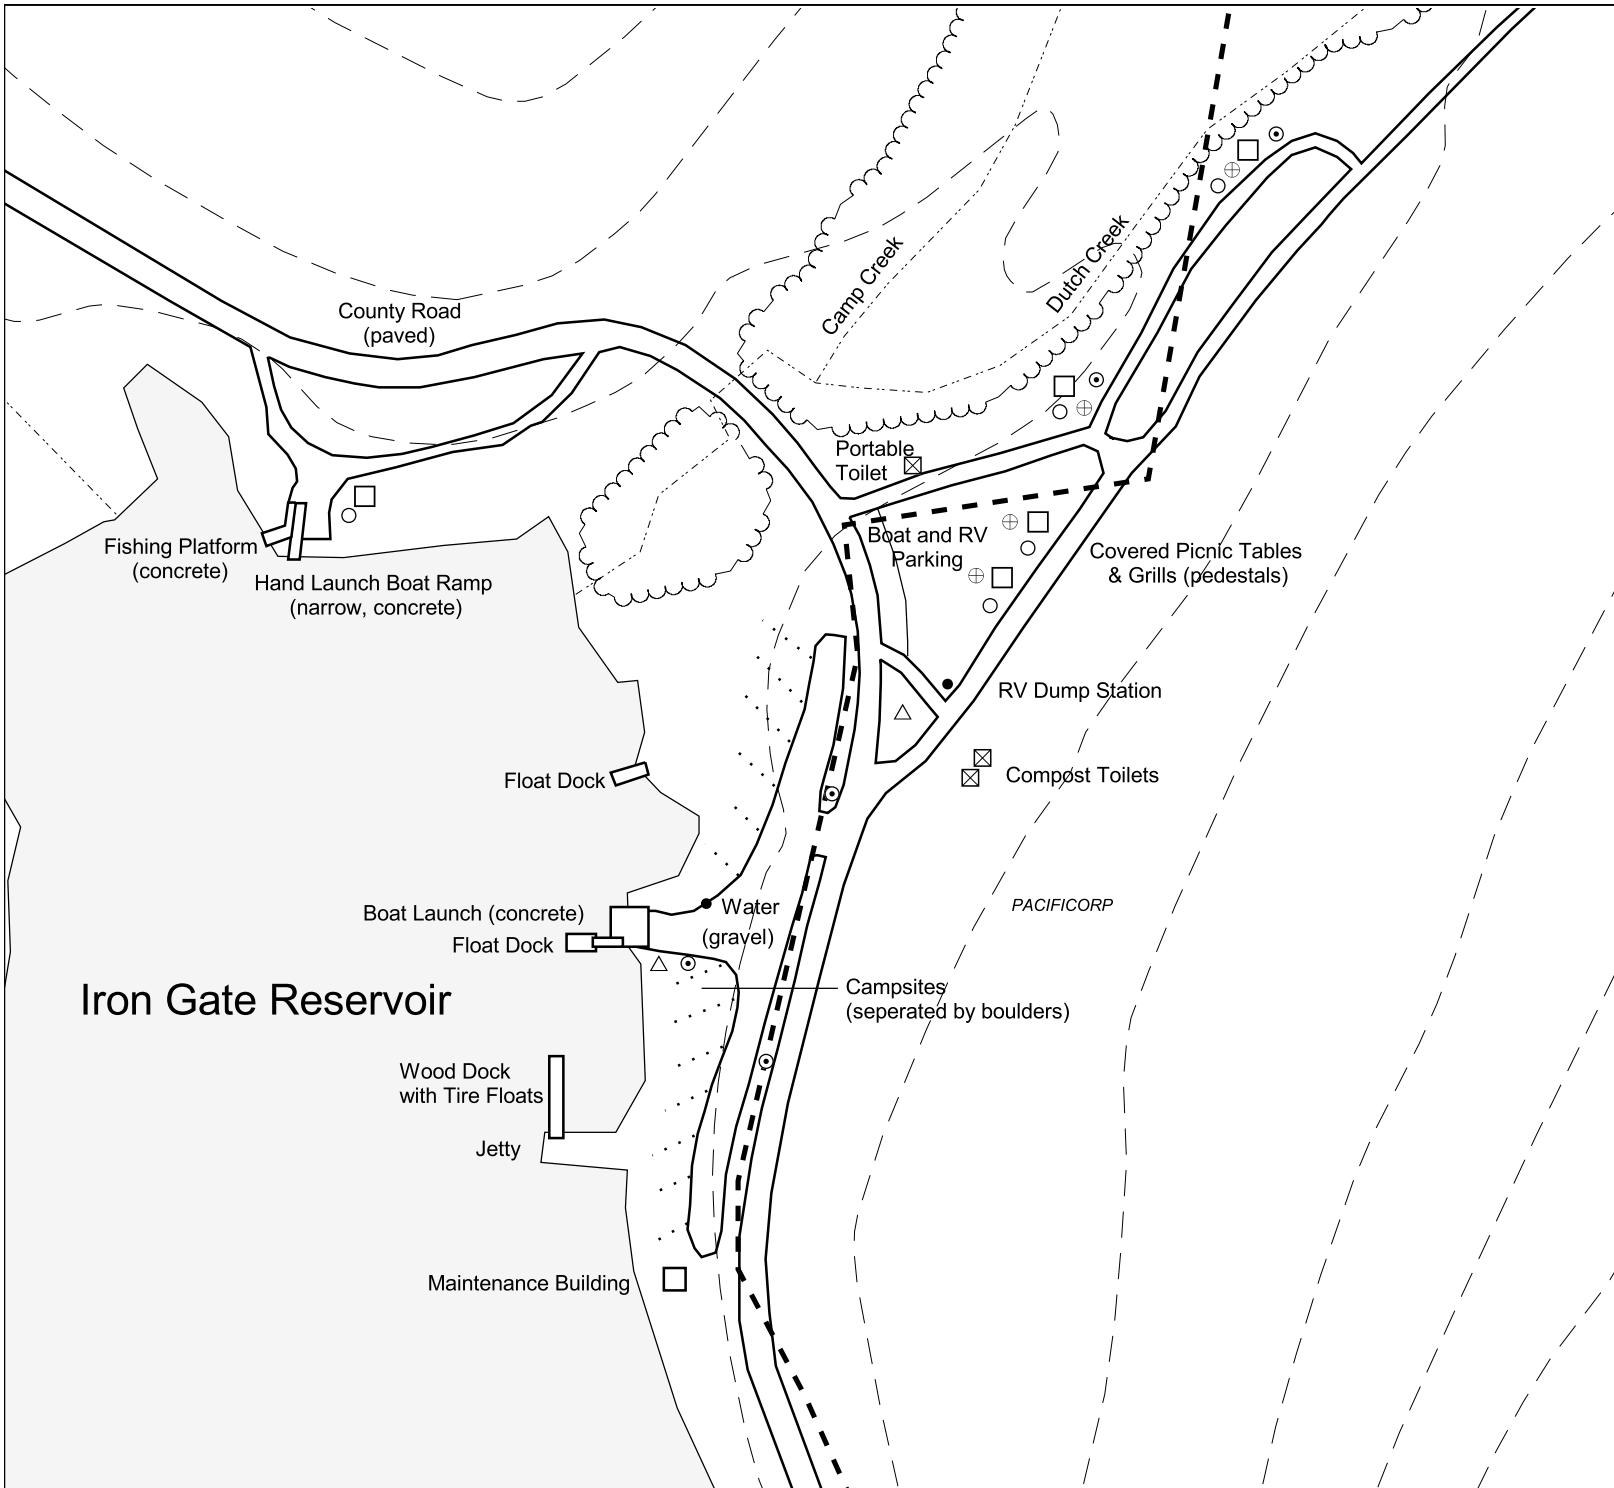 Camp Creek
Dutch Creek
County Road
(paved)
Portable
Toilet
Boat and RV
Parking
Fishing Platform
(concrete)
Hand Launch Boat Ramp
(narrow, concrete)
Covered Picnic Tables
& Grills (pedestals)
RV Dump Station
Float Dock
Compost Toilets
Boat Launch (concrete)
Water
(gravel)
PACIFICORP
Float Dock
Iron Gate Reservoir
Campsites
(seperated by boulders)
Wood Dock
with Tire Floats
Jetty
Maintenance Building